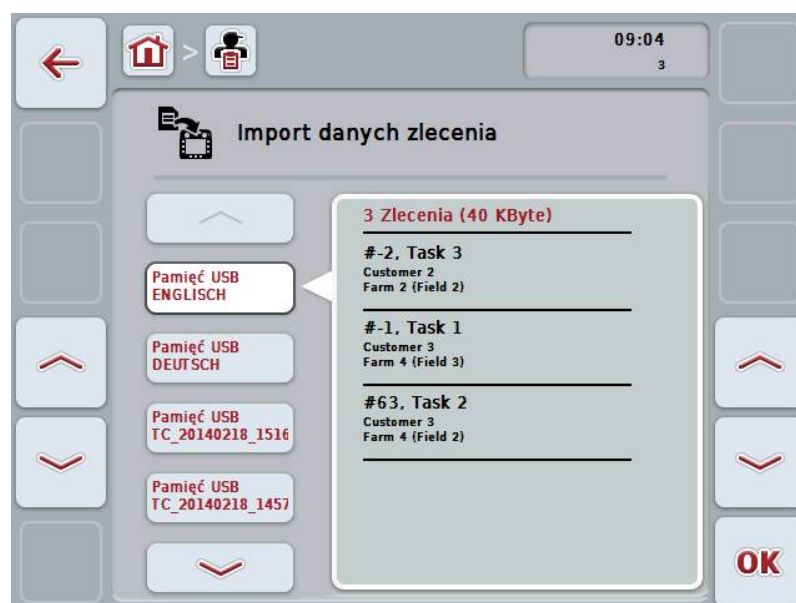 >
09:04
3
Import danych zlecenia
Pamięć USB
ENGLISCH
Pamięć USB
DEUTSCH
Pamięć USB
TC_20140218_1516
Pamięć USB
TC_20140218_1457
3 Zlecenia (40 KByte)
#-2, Task 3
Customer 2
Farm 2 (Field 2)
#-1, Task 1
Customer 3
Farm 4 (Field 3)
#63, Task 2
Customer 3
Farm 4 (Field 2)
OK